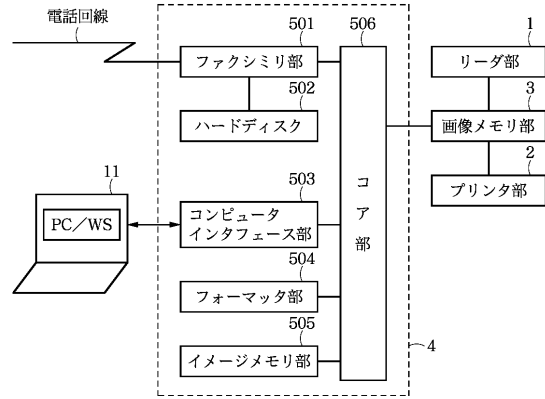 電話回線
501
506
1
ファクシミリ部
リーダ部
502
3
ハードディスク
画像メモリ部
2
プリンタ部
11
503
PC／WS
コンピュータ
インタフェース部
コア部
504
フォーマッタ部
505
イメージメモリ部
4